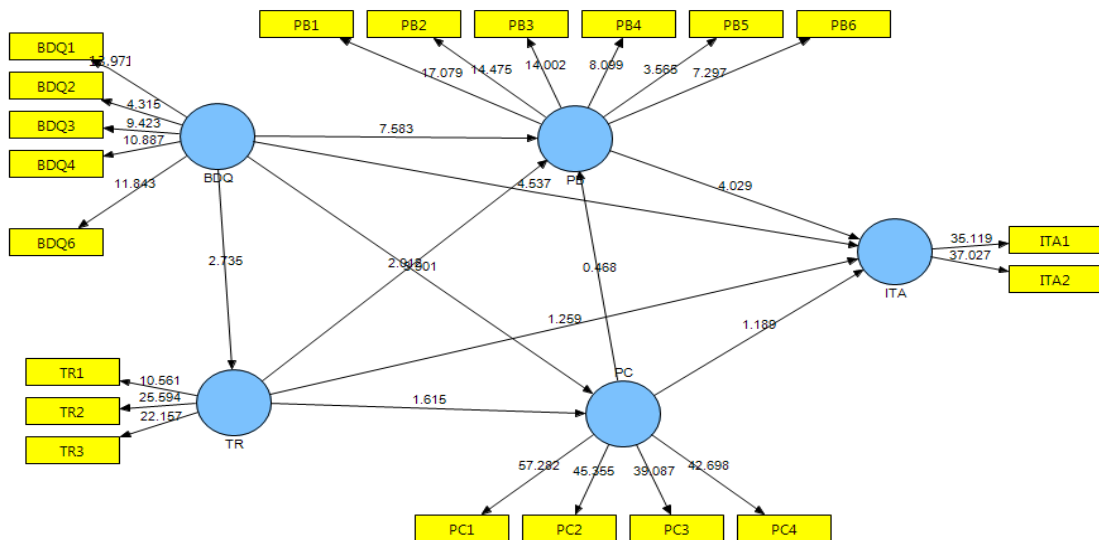 PB1 PB2 PB3 PB4 PB5 PB6
BDQ1
13.971
17.079 14.475 14.002 8.099 3.565 7.297
BDQ2
4.315
BDQ3
9.423
BDQ4
10.887
7.583
BDQ
PB
11.843
4.537
4.029
BDQ6
35.119
ITA1
37.027
ITA2
2.735
0.468
ITA
1.259
1.189
TR1
10.561
PC
TR2
25.594
1.615
22.157
TR3
TR
57.282 45.355 39.087 42.698
PC1 PC2 PC3 PC4